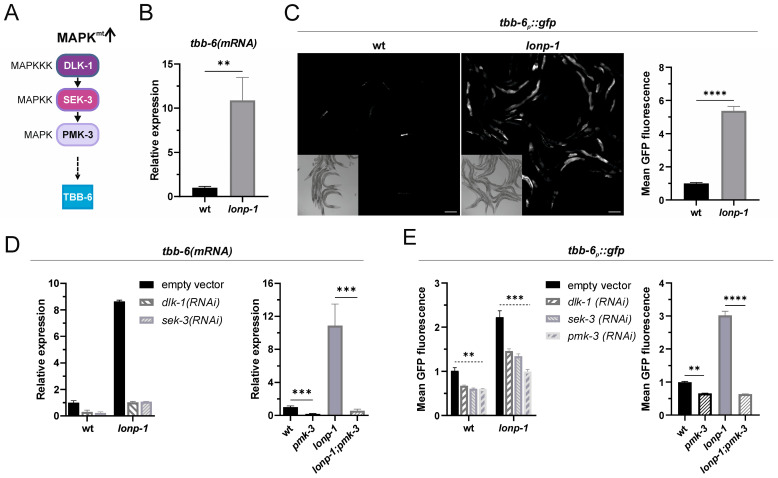 A
MAPKmt
MAPKKK DLK-1
MAPKK SEK-3
MAPK PMK-3
TBB-6
B
tbb-6(mRNA)
**
Relative expression
15
10
5
0
wt lonp-1
C
tbb-6p::gfp
wt lonp-1
****
Mean GFP fluorescence
8
6
4
2
0
wt lonp-1
D
tbb-6(mRNA)
Relative expression
10
8
6
4
2
0
wt lonp-1
empty vector
dlk-1(RNAi)
sek-3(RNAi)
Relative expression
16
12
8
4
0
***
***
wt
pmk-3
lonp-1
lonp-1;pmk-3
E
tbb-6p::gfp
Mean GFP fluorescence
3
2
1
0
**
***
wt lonp-1
empty vector
dlk-1 (RNAi)
sek-3 (RNAi)
pmk-3 (RNAi)
Mean GFP fluorescence
4
3
2
1
0
**
****
wt
pmk-3
lonp-1
lonp-1;pmk-3